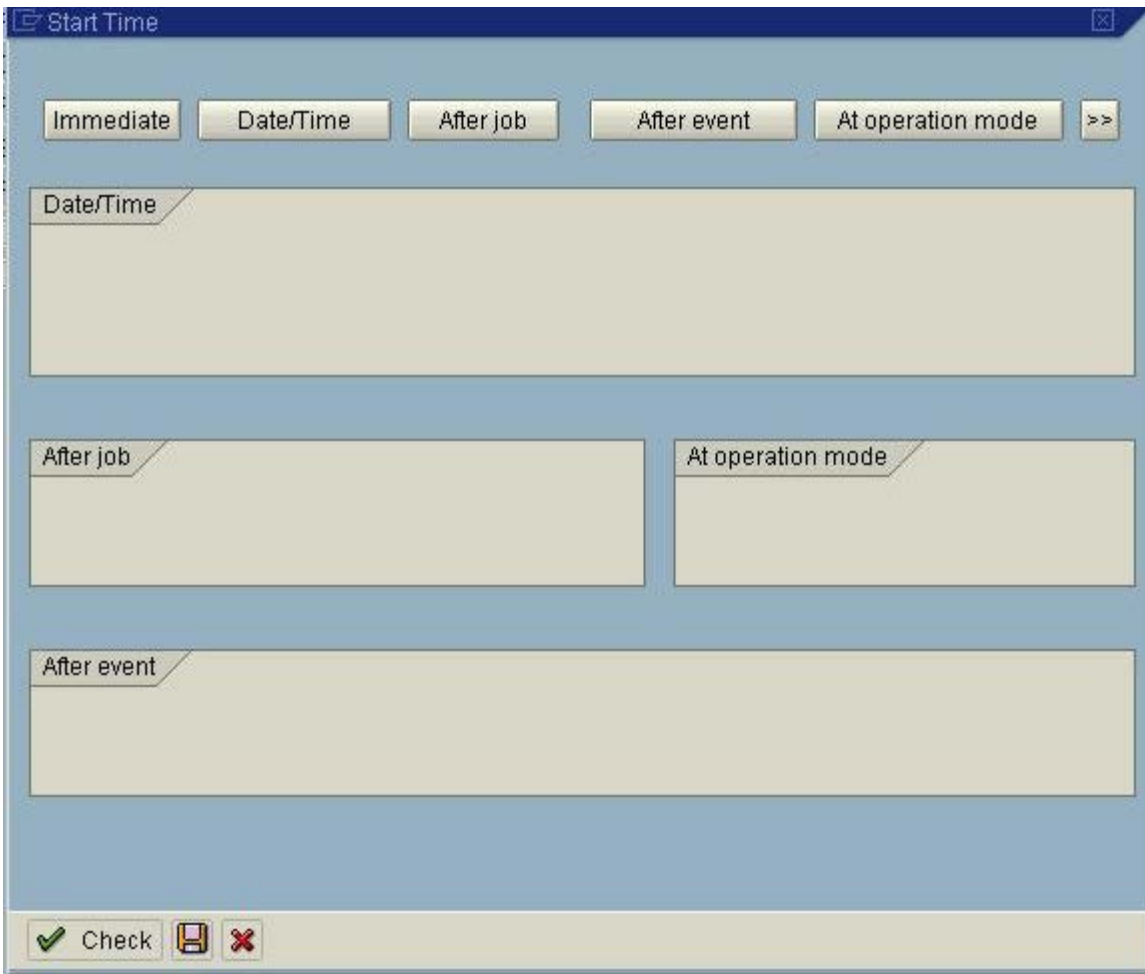 Start Time
Immediate Date/Time After job After event At operation mode >>
Date/Time
After job At operation mode
After event
Check